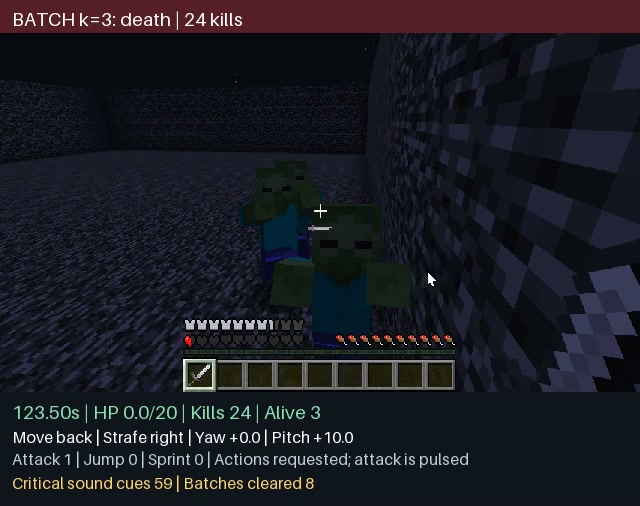 BATCH k=3: death | 24 kills
123.50s | HP 0.0/20 | Kills 24 | Alive 3
Move back | Strafe right | Yaw +0.0 | Pitch +10.0
Attack 1 | Jump 0 | Sprint 0 | Actions requested; attack is pulsed
Critical sound cues 59 | Batches cleared 8